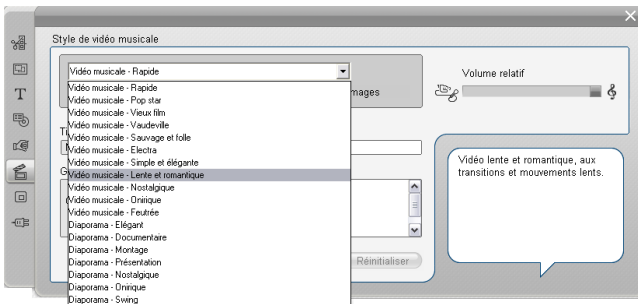 Style de vidéo musicale
Vidéo musicale - Rapide
Volume relatif
Vidéo musicale - Rapide
Vidéo musicale - Pop star
mages
Vidéo musicale - Vieux film
Vidéo musicale - Vaudeville
Vidéo musicale - Sauvage et folle
Vidéo musicale - Electra
Vidéo musicale - Simple et élégante
Vidéo musicale - Lente et romantique
Vidéo musicale - Nostalgique
Vidéo musicale - Onirique
Vidéo musicale - Feutrée
Diaporama - Elégant
Diaporama - Documentaire
Diaporama - Montage
Diaporama - Présentation
Diaporama - Nostalgique
Diaporama - Onirique
Diaporama - Swing
Réinitialiser
Vidéo lente et romantique, aux
transitions et mouvements lents.
T